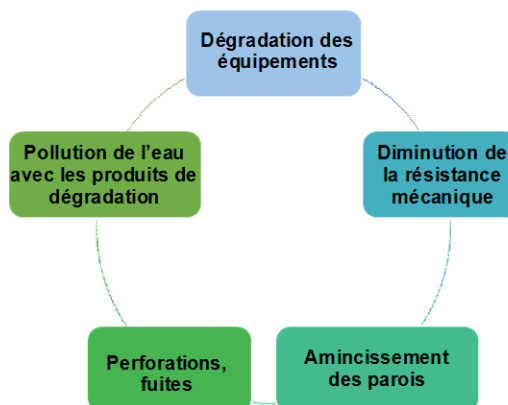 Dégradation des
équipements
Diminution de
la résistance
mécanique
Amincissement
des parois
Perforations,
fuites
Pollution de l’eau
avec les produits de
dégradation